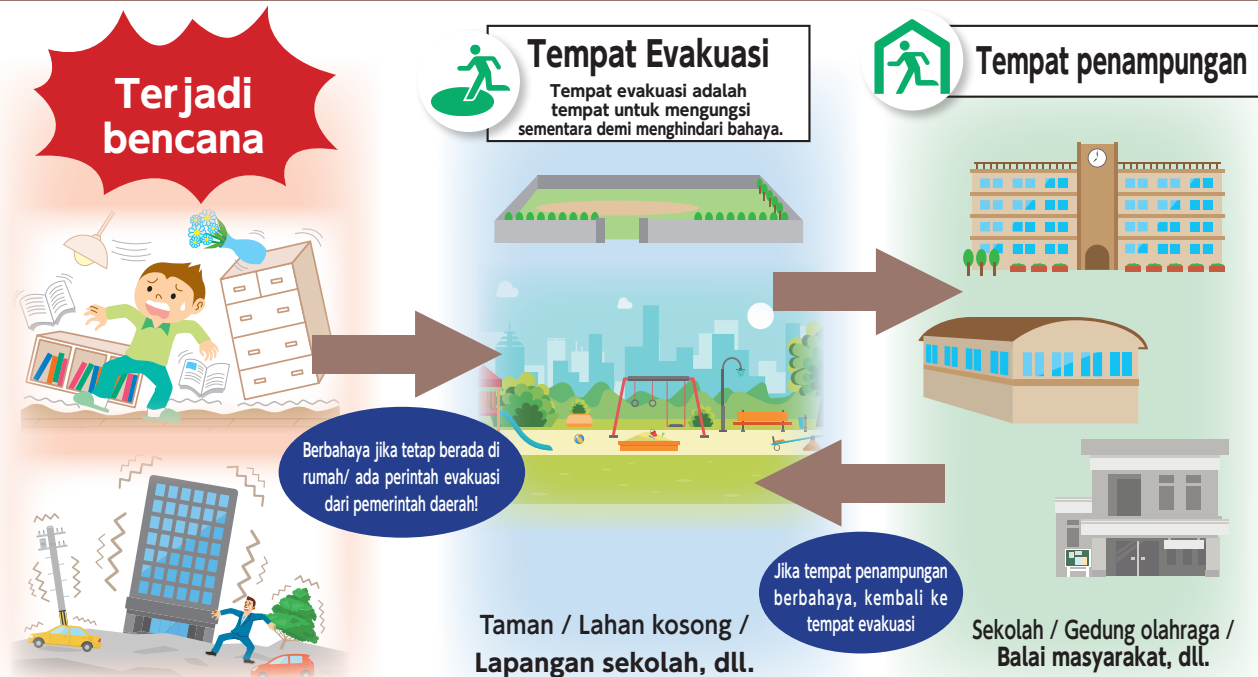 Terjadi
bencana
Tempat Evakuasi
Tempat evakuasi adalah
tempat untuk mengungsi
sementara demi menghindari bahaya.
Tempat penampungan
Berbahaya jika tetap berada di
rumah/ ada perintah evakuasi
dari pemerintah daerah!
Jika tempat penampungan
berbahaya, kembali ke
tempat evakuasi
Taman / Lahan kosong /
Lapangan sekolah, dll.
Sekolah / Gedung olahraga /
Balai masyarakat, dll.